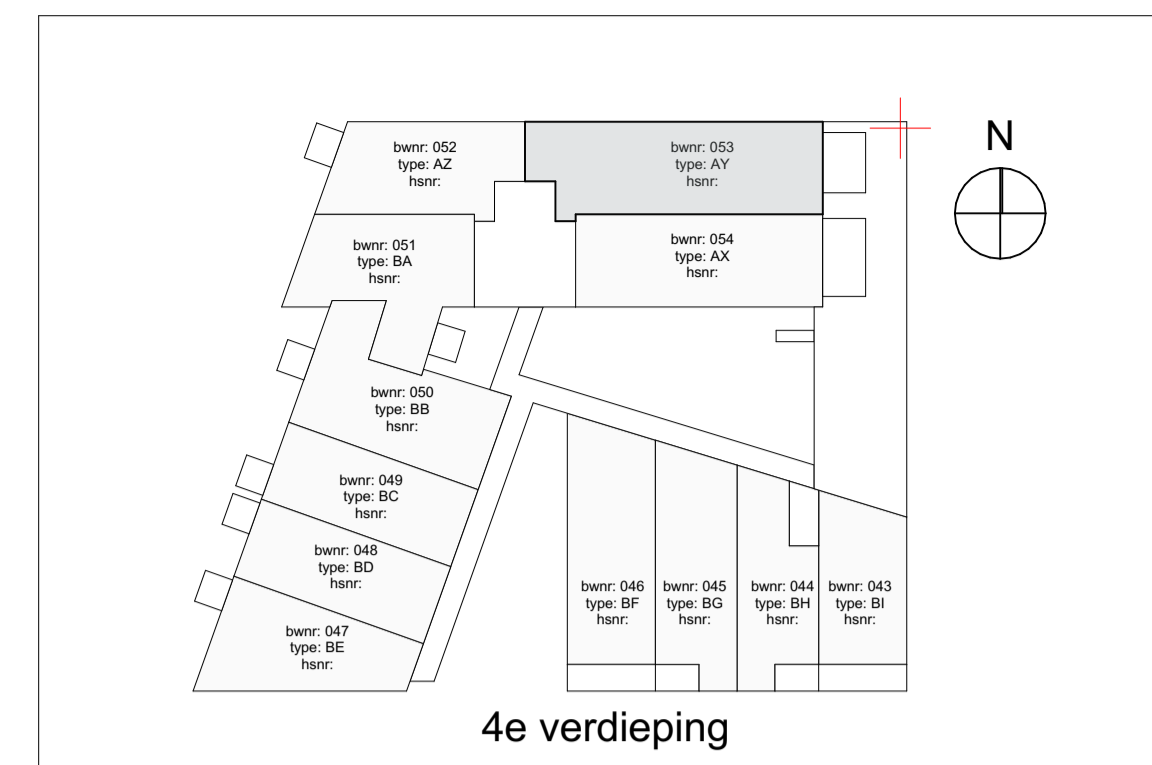 N
bwnr: 052
type: AZ
hsnr:
bwnr: 053
type: AY
hsnr:
bwnr: 051
type: BA
hsnr:
bwnr: 054
type: AX
hsnr:
bwnr: 050
type: BB
hsnr:
bwnr: 049
type: BC
hsnr:
bwnr: 048
type: BD
hsnr:
bwnr: 047
type: BE
hsnr:
bwnr: 046
type: BF
hsnr:
bwnr: 045
type: BG
hsnr:
bwnr: 044
type: BH
hsnr:
bwnr: 043
type: BI
hsnr:
4e verdieping